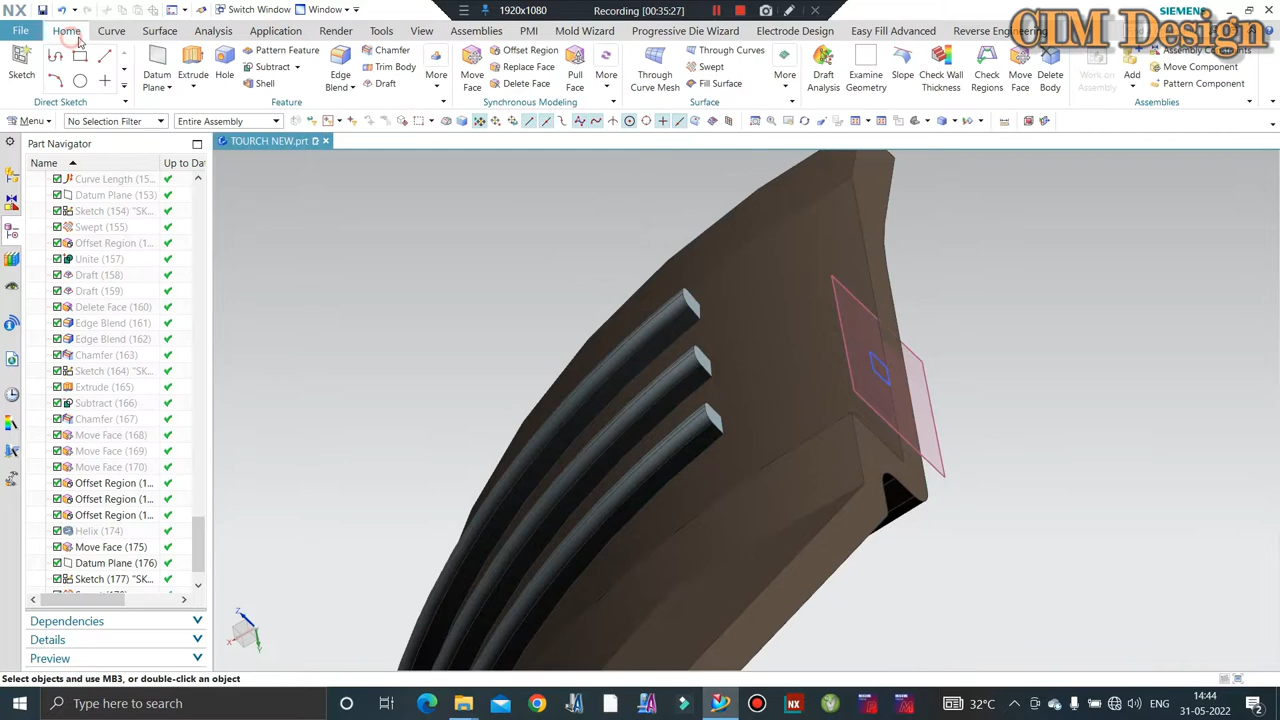 NX
Switch Window
Window
1920x1080
Recording [00:35:27]
SIEMENS
CTM Design
File
Home
Curve
Surface
Analysis
Application
Render
Tools
View
Assemblies
PMI
Mold Wizard
Progressive Die Wizard
Electrode Design
Easy Fill Advanced
Reverse Engineering
Sketch
Direct Sketch
Datum Plane
Extrude
Hole
Pattern Feature
Subtract
Shell
Edge Blend
Chamfer
Trim Body
Draft
More
Feature
Move Face
Offset Region
Replace Face
Delete Face
Pull Face
More
Synchronous Modeling
Through Curve Mesh
Through Curves
Swept
Fill Surface
More
Surface
Draft Analysis
Examine Geometry
Slope
Check Wall Thickness
Check Regions
Move Face
Delete Body
Work on Assembly
Add
Assembly Constraints
Move Component
Pattern Component
Assemblies
Menu
No Selection Filter
Entire Assembly
Part Navigator
TOURCH NEW.prt
Name
Up to Dat
Curve Length (15...
Datum Plane (153)
Sketch (154) "SK...
Swept (155)
Offset Region (1...
Unite (157)
Draft (158)
Draft (159)
Delete Face (160)
Edge Blend (161)
Edge Blend (162)
Chamfer (163)
Sketch (164) "SK...
Extrude (165)
Subtract (166)
Chamfer (167)
Move Face (168)
Move Face (169)
Move Face (170)
Offset Region (1...
Offset Region (1...
Offset Region (1...
Helix (174)
Move Face (175)
Datum Plane (176)
Sketch (177) "SK...
Dependencies
Details
Preview
Z
X
Y
Select objects and use MB3, or double-click an object
Type here to search
NX
32°C
ENG
14:44
31-05-2022
2